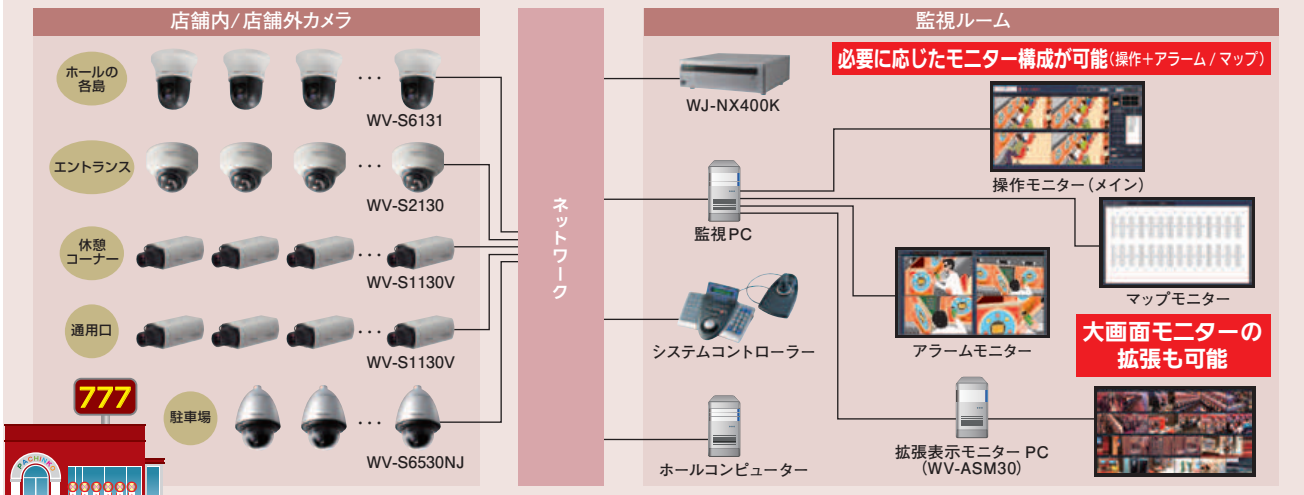 店舗内/店舗外カメラ
ホールの
各島
WV-S6131
エントランス
WV-S2130
休憩
コーナー
WV-S1130V
通用口
WV-S1130V
777
駐車場
WV-S6530NJ
PACHINKO
ネットワーク
監視ルーム
必要に応じたモニター構成が可能(操作+アラーム/マップ)
WJ-NX400K
操作モニター(メイン)
監視PC
マップモニター
システムコントローラー
アラームモニター
大画面モニターの
拡張も可能
ホールコンピューター
拡張表示モニター PC
(WV-ASM30)